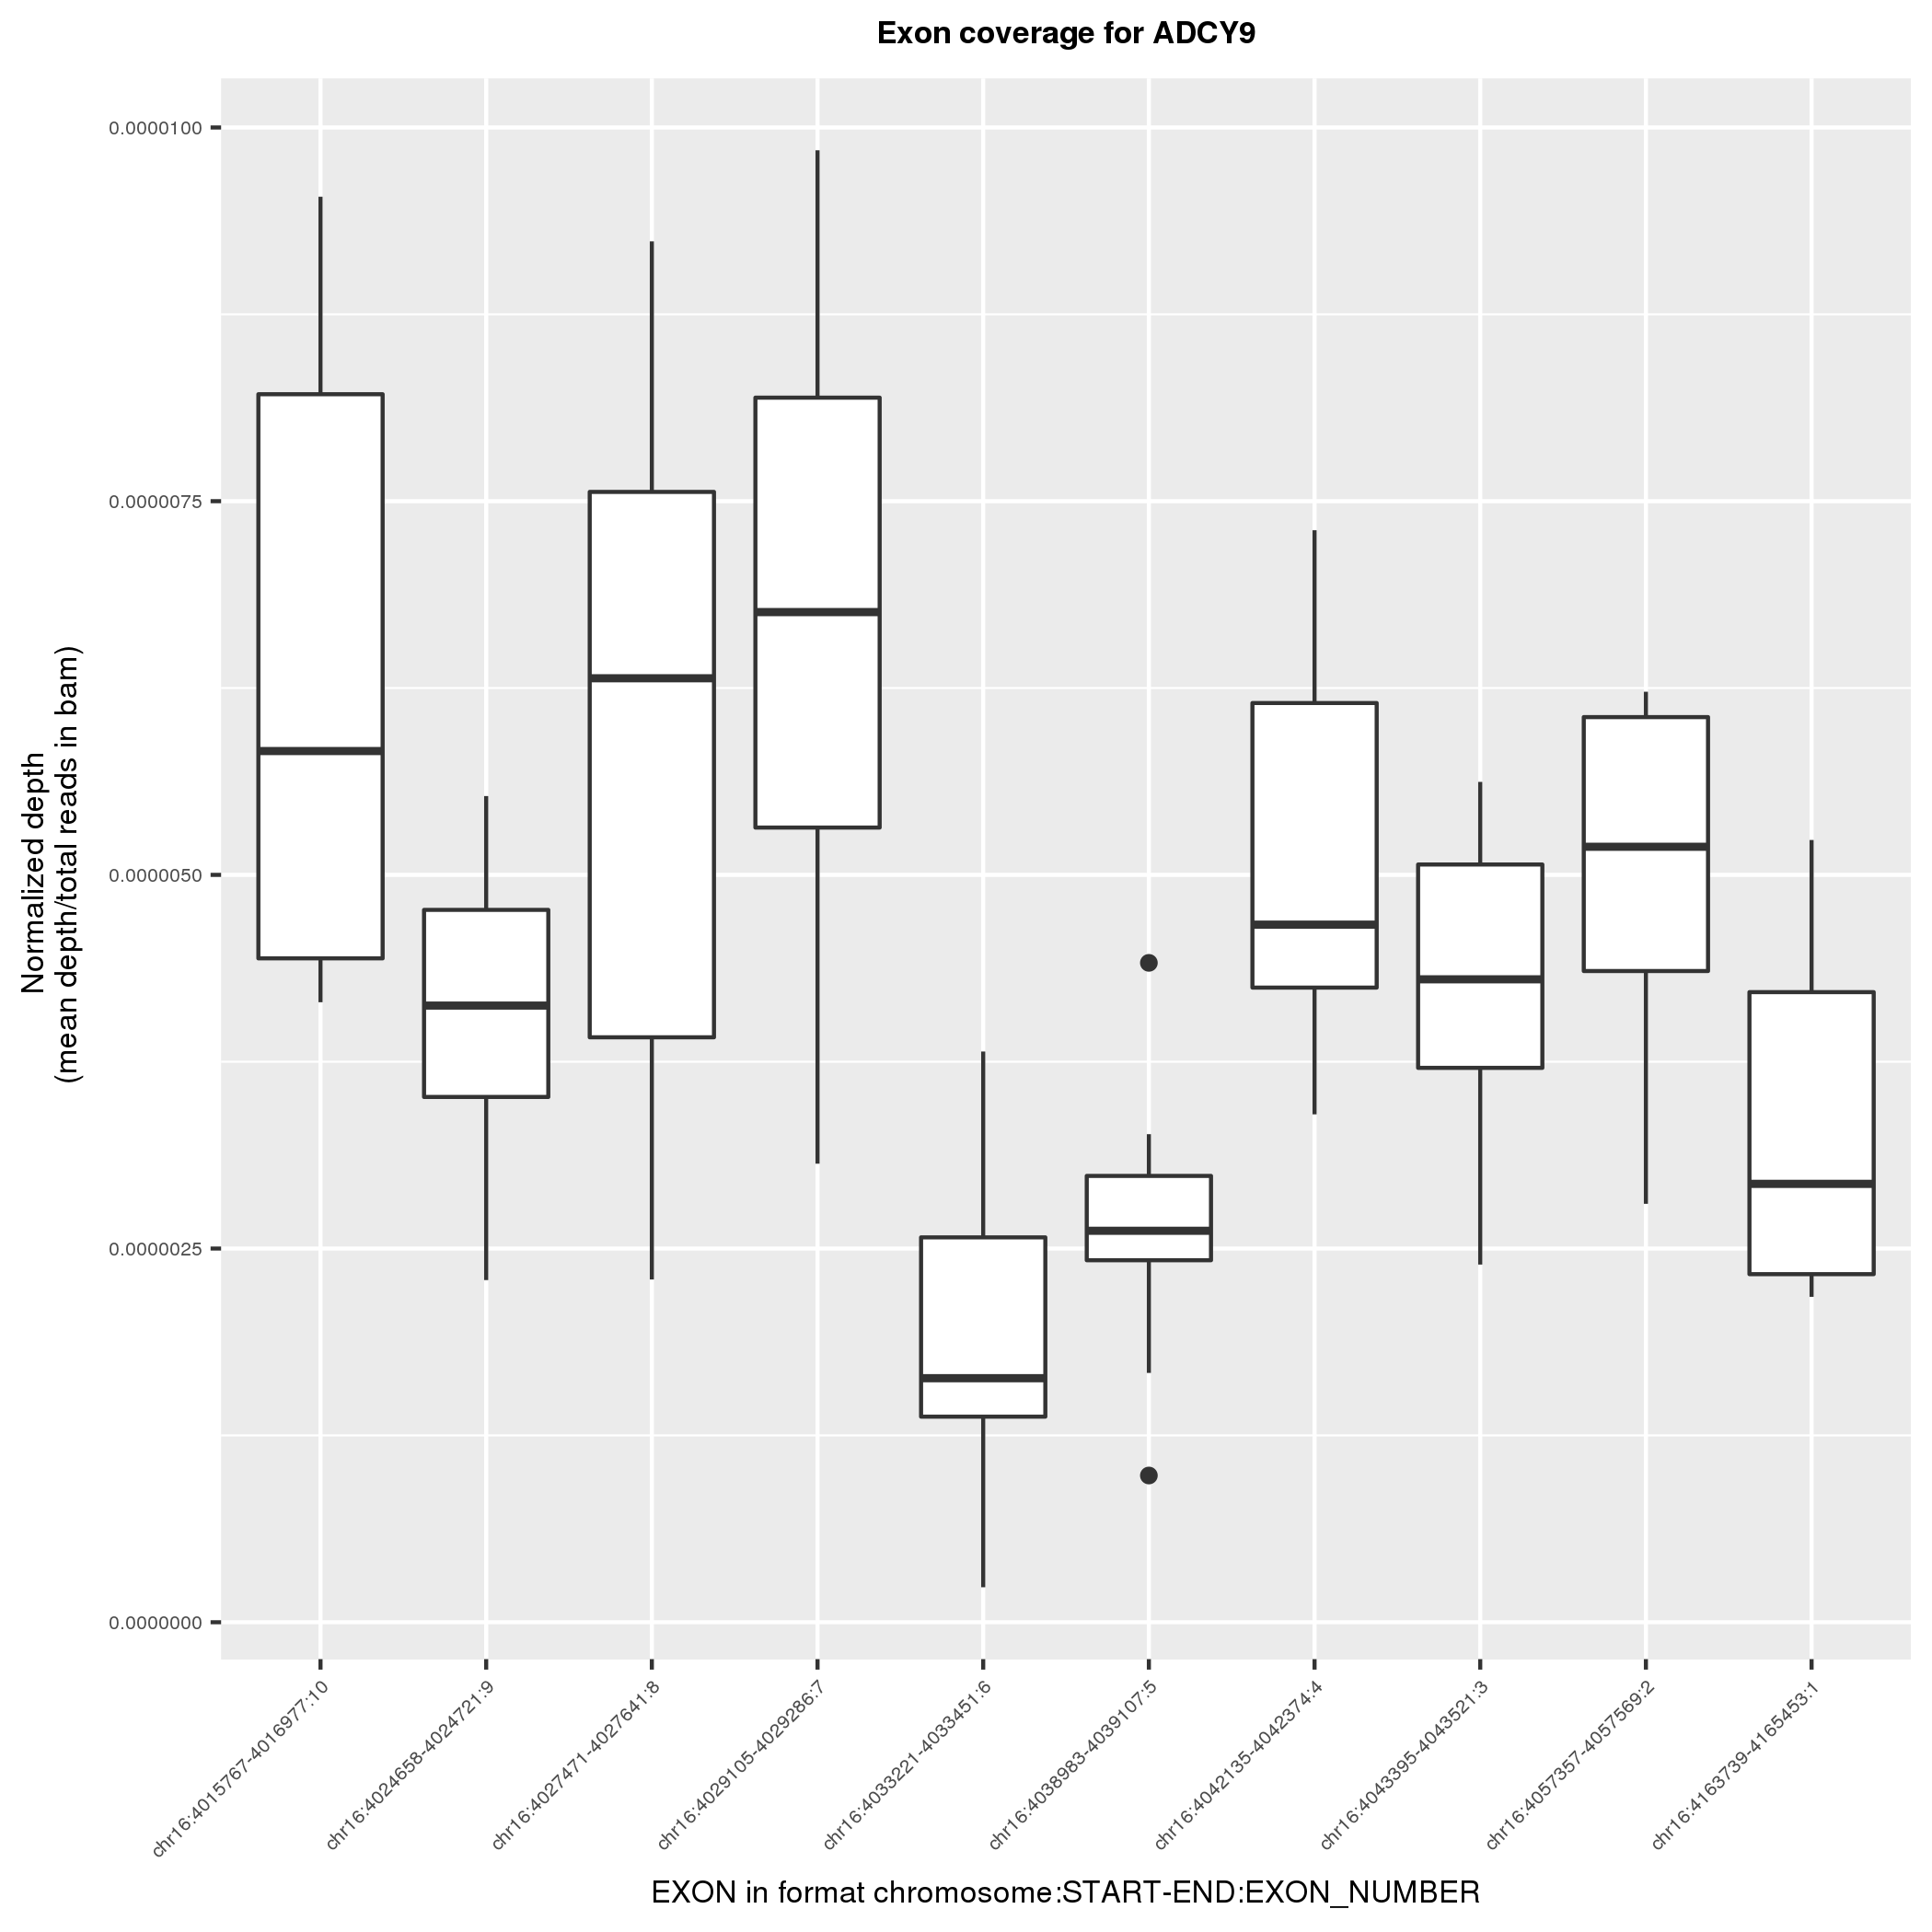 Exon coverage for ADCY9
Normalized depth
(mean depth/total reads in bam)
0.0000100
0.0000075
0.0000050
0.0000025
0.0000000
chr16:4015767-4016977:10
chr16:4024658-4024721:9
chr16:4027471-4027641:8
chr16:4029105-4029286:7
chr16:4033221-4033451:6
chr16:4038983-4039107:5
chr16:4042135-4042374:4
chr16:4043395-4043521:3
chr16:4057357-4057569:2
chr16:4163739-4165453:1
EXON in format chromosome:START-END:EXON_NUMBER